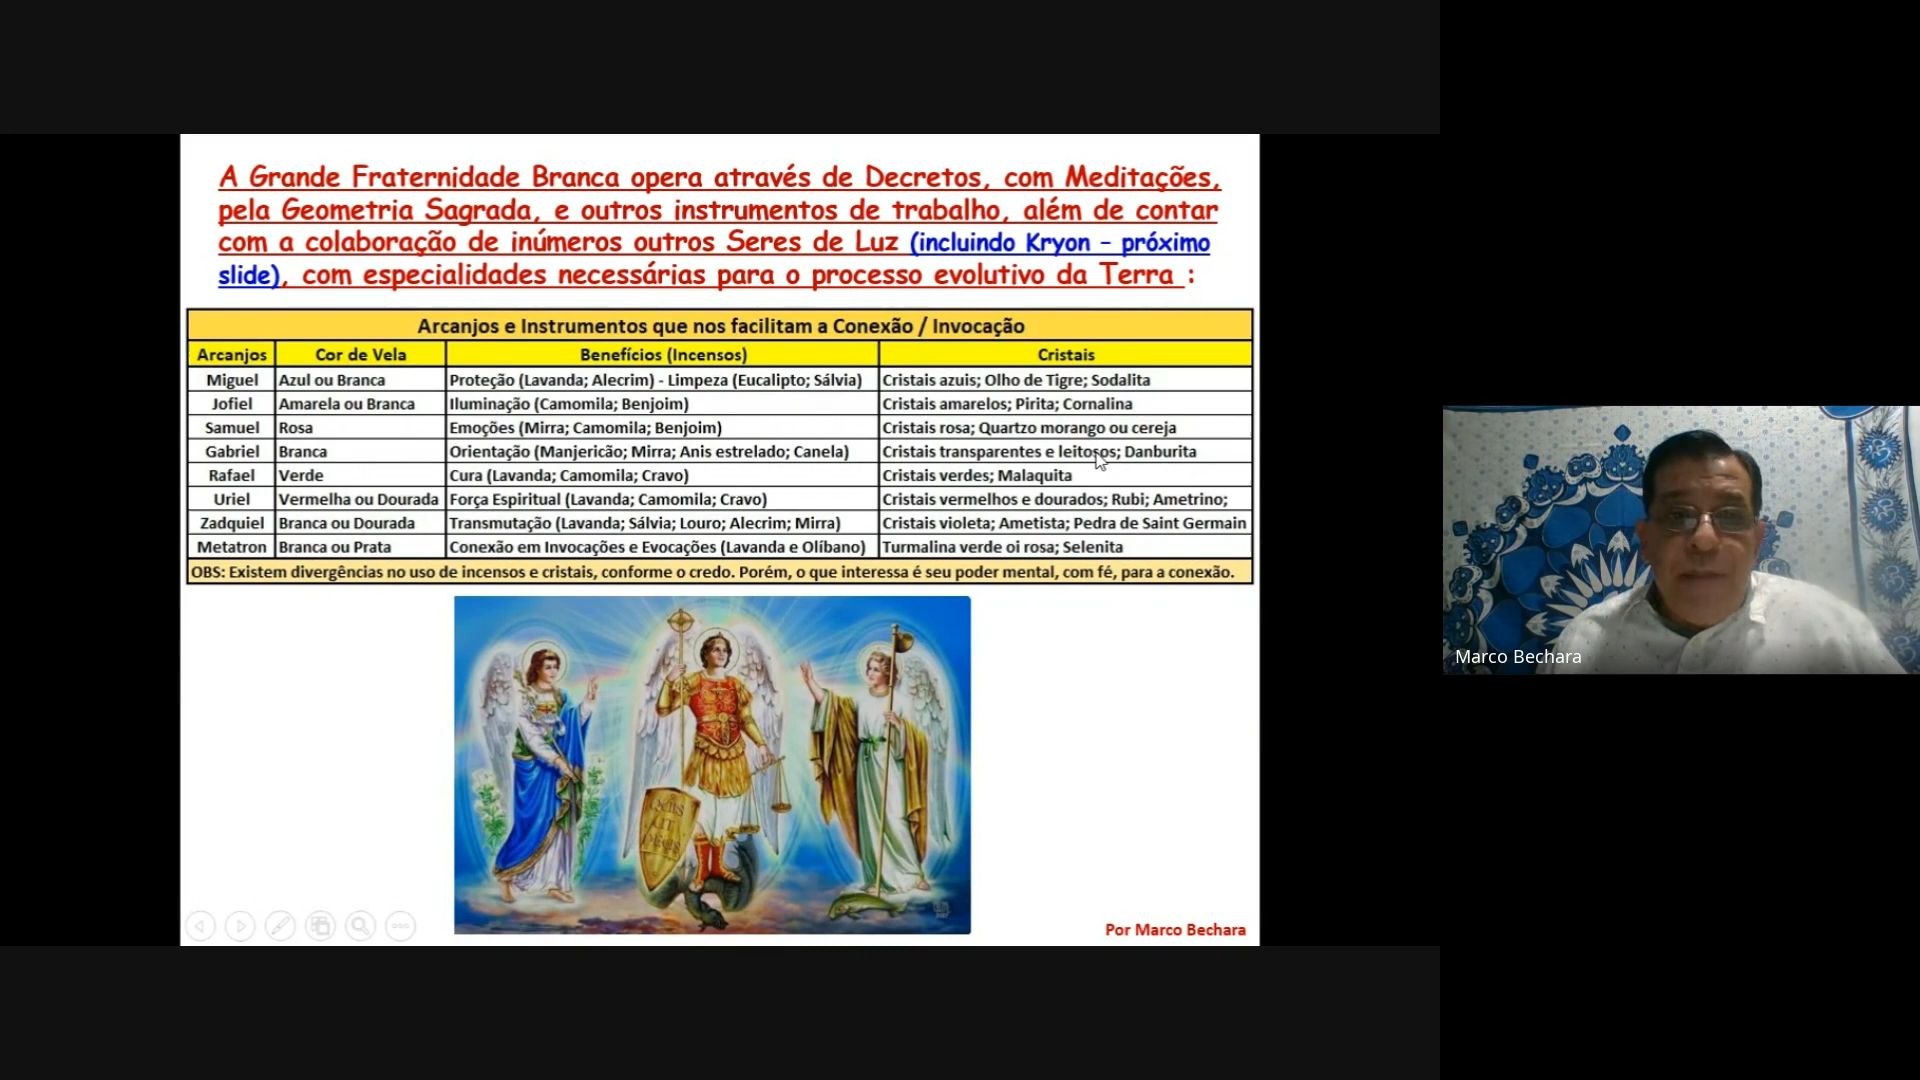 A Grande Fraternidade Branca opera através de Decretos, com Meditações,
pela Geometria Sagrada, e outros instrumentos de trabalho, além de contar
com a colaboração de inúmeros outros Seres de Luz (incluindo Kryon – próximo
slide), com especialidades necessárias para o processo evolutivo da Terra :
Arcanjos e Instrumentos que nos facilitam a Conexão / Invocação
Arcanjos Cor de Vela Benefícios (Incensos) Cristais
Miguel Azul ou Branca Proteção (Lavanda; Alecrim) - Limpeza (Eucalipto; Sálvia) Cristais azuis; Olho de Tigre; Sodalita
Jofiel Amarela ou Branca Iluminação (Camomila; Benjoim) Cristais amarelos; Pirita; Cornalina
Samuel Rosa Emoções (Mirra; Camomila; Benjoim) Cristais rosa; Quartzo morango ou cereja
Gabriel Branca Orientação (Manjericão; Mirra; Anis estrelado; Canela) Cristais transparentes e leitosos; Danburita
Rafael Verde Cura (Lavanda; Camomila; Cravo) Cristais verdes; Malaquita
Uriel Vermelha ou Dourada Força Espiritual (Lavanda; Camomila; Cravo) Cristais vermelhos e dourados; Rubi; Ametrino;
Zadquiel Branca ou Dourada Transmutação (Lavanda; Sálvia; Louro; Alecrim; Mirra) Cristais violeta; Ametista; Pedra de Saint Germain
Metatron Branca ou Prata Conexão em Invocações e Evocações (Lavanda e Olíbano) Turmalina verde oi rosa; Selenita
OBS: Existem divergências no uso de incensos e cristais, conforme o credo. Porém, o que interessa é seu poder mental, com fé, para a conexão.
QUIS
UT
DEUS
Por Marco Bechara
Marco Bechara